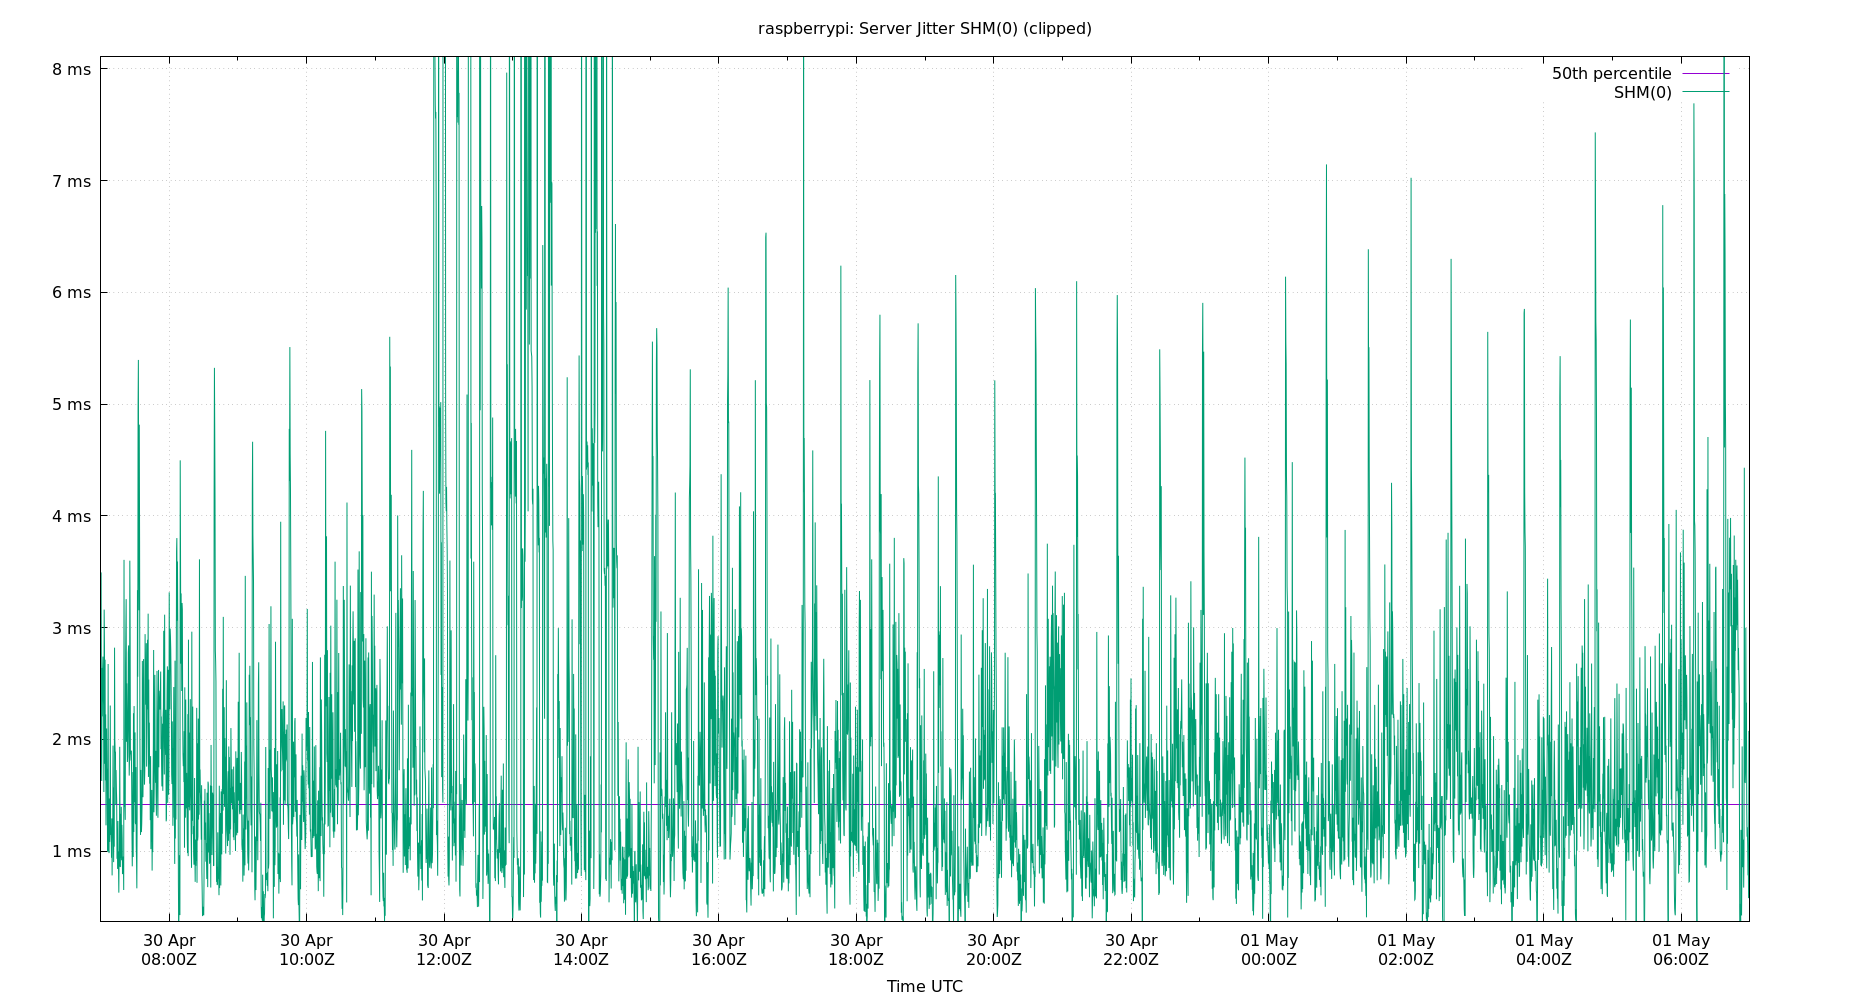 raspberrypi: Server Jitter SHM(0) (clipped)
8 ms
7 ms
6 ms
5 ms
4 ms
3 ms
2 ms
1 ms
50th percentile
SHM(0)
30 Apr 30 Apr 30 Apr 30 Apr 30 Apr 30 Apr 30 Apr 30 Apr 01 May 01 May 01 May 01 May
08:00Z 10:00Z 12:00Z 14:00Z 16:00Z 18:00Z 20:00Z 22:00Z 00:00Z 02:00Z 04:00Z 06:00Z
Time UTC